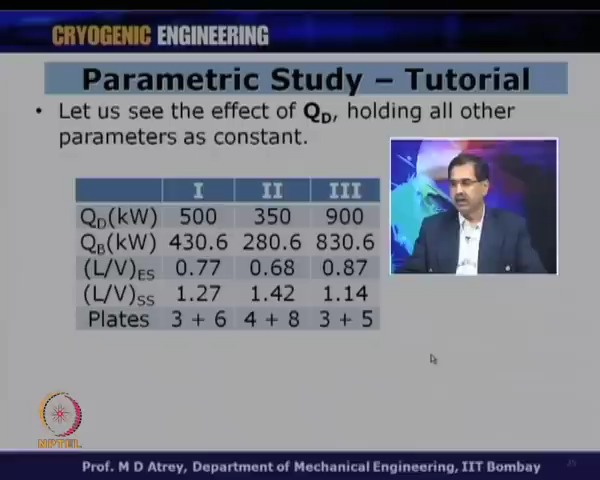 CRYOGENIC ENGINEERING
Parametric Study – Tutorial
• Let us see the effect of QD, holding all other
parameters as constant.
I II III
QD(kW) 500 350 900
QB(kW) 430.6 280.6 830.6
(L/V)ES 0.77 0.68 0.87
(L/V)SS 1.27 1.42 1.14
Plates 3 + 6 4 + 8 3 + 5
NPTEL
Prof. M D Atrey, Department of Mechanical Engineering, IIT Bombay